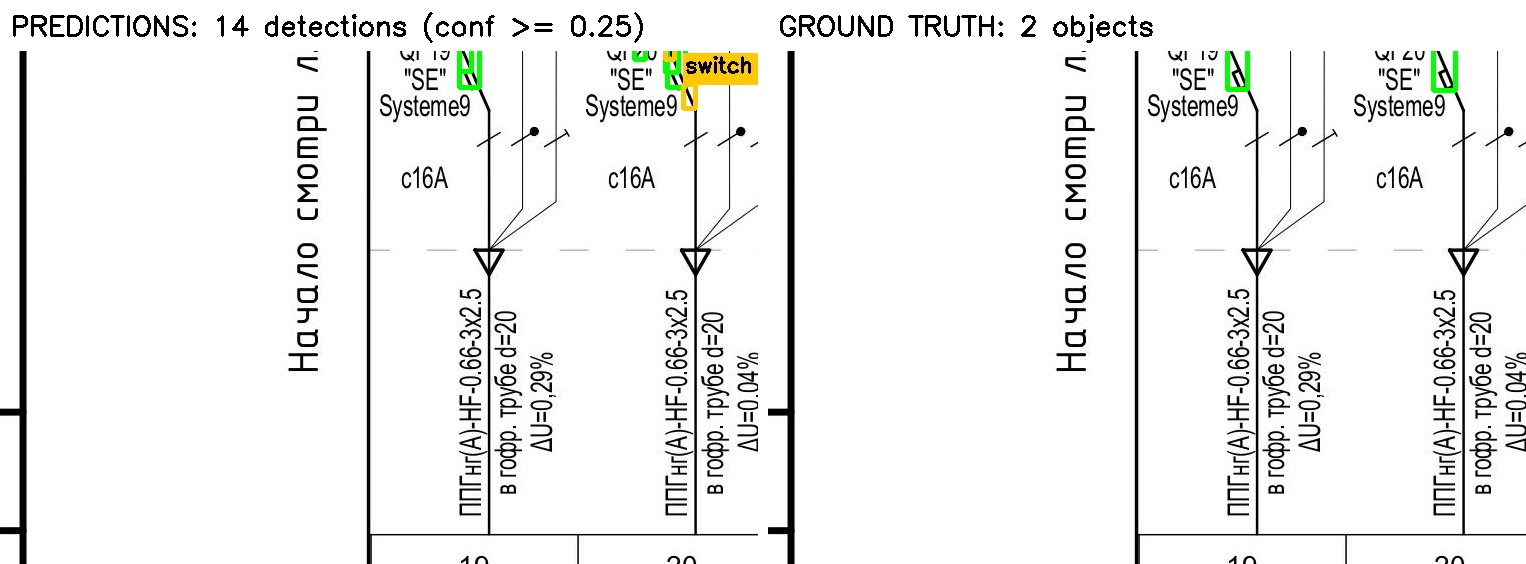 PREDICTIONS: 14 detections (conf >= 0.25)
GROUND TRUTH: 2 objects
"SE"
Systeme9
c16A
"SE"
switch
Systeme9
c16A
Начало смотри л.
ППГнг(А)-HF-0.66-3x2.5
в гофр. трубе d=20
ΔU=0,29%
ППГнг(А)-HF-0.66-3x2.5
в гофр. трубе d=20
ΔU=0.04%
19
20
QF19
"SE"
Systeme9
c16A
QF20
"SE"
Systeme9
c16A
Начало смотри л.
ППГнг(А)-HF-0.66-3x2.5
в гофр. трубе d=20
ΔU=0,29%
ППГнг(А)-HF-0.66-3x2.5
в гофр. трубе d=20
ΔU=0.04%
19
20